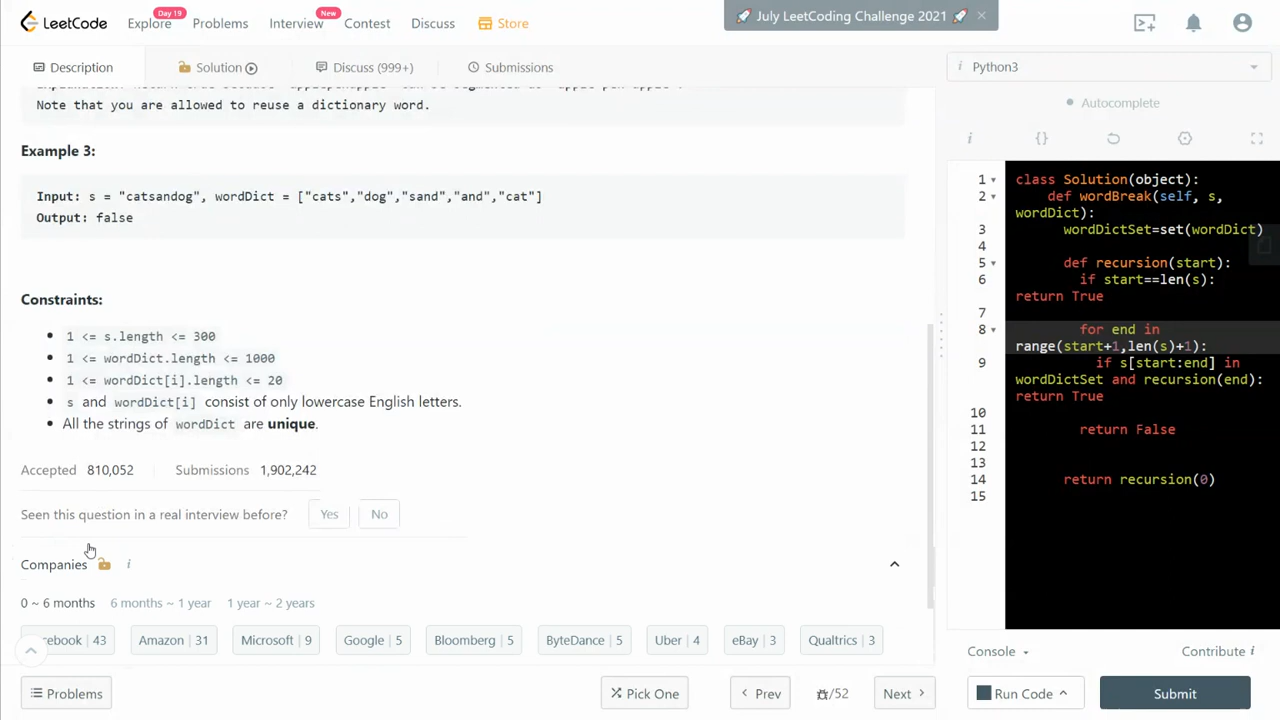 LeetCode
Day 19
Explore
Problems
New
Interview
Contest
Discuss
Store
🚀 July LeetCoding Challenge 2021 🚀 ×
Description
Solution
Discuss (999+)
Submissions
i Python3
Autocomplete
i {}
Note that you are allowed to reuse a dictionary word.
Example 3:
Input: s = "catsandog", wordDict = ["cats","dog","sand","and","cat"]
Output: false
Constraints:
1 <= s.length <= 300
1 <= wordDict.length <= 1000
1 <= wordDict[i].length <= 20
s and wordDict[i] consist of only lowercase English letters.
All the strings of wordDict are unique.
Accepted 810,052 Submissions 1,902,242
Seen this question in a real interview before? Yes No
Companies i
0 ~ 6 months 6 months ~ 1 year 1 year ~ 2 years
ebook | 43 Amazon | 31 Microsoft | 9 Google | 5 Bloomberg | 5 ByteDance | 5 Uber | 4 eBay | 3 Qualtrics | 3
Problems
Pick One
Prev
/52
Next
1 class Solution(object):
2 def wordBreak(self, s,
wordDict):
3 wordDictSet=set(wordDict)
4
5 def recursion(start):
6 if start==len(s):
return True
7
8 for end in
range(start+1,len(s)+1):
9 if s[start:end] in
wordDictSet and recursion(end):
return True
10
11 return False
12
13
14 return recursion(0)
15
Console
Contribute i
Run Code
Submit